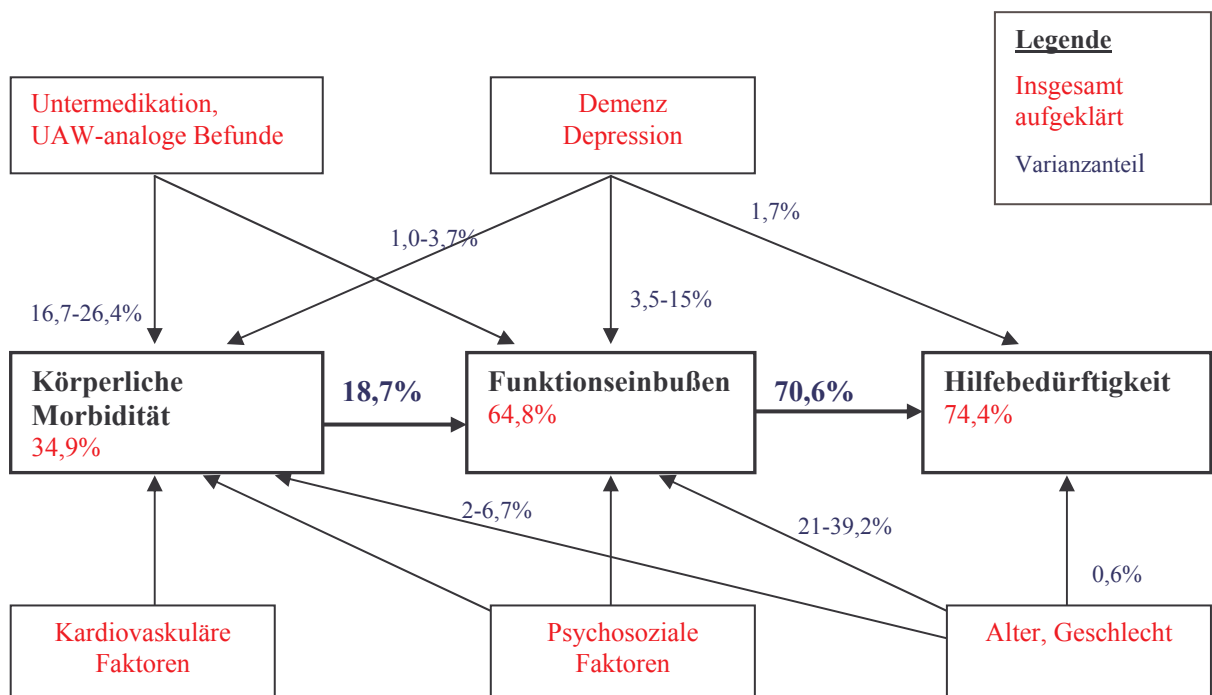 Legende
Insgesamt
aufgeklärt
Varianzanteil
Untermedikation,
UAW-analoge Befunde
Demenz
Depression
1,7%
1,0-3,7%
16,7-26,4%
3,5-15%
Körperliche
Morbidität
34,9%
18,7%
Funktionseinbußen
64,8%
70,6%
Hilfebedürftigkeit
74,4%
2-6,7%
21-39,2%
0,6%
Kardiovaskuläre
Faktoren
Psychosoziale
Faktoren
Alter, Geschlecht